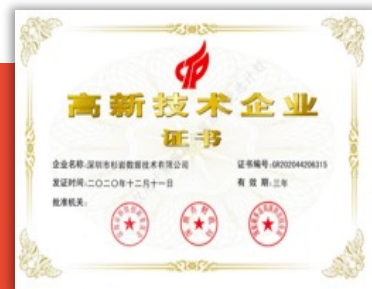 高新技术企业
证书
企业名称:深圳市杉岩数据技术有限公司
证书编号:GR202044206315
发证时间:二〇二〇年十二月十一日
有 效 期:三年
批准机关: